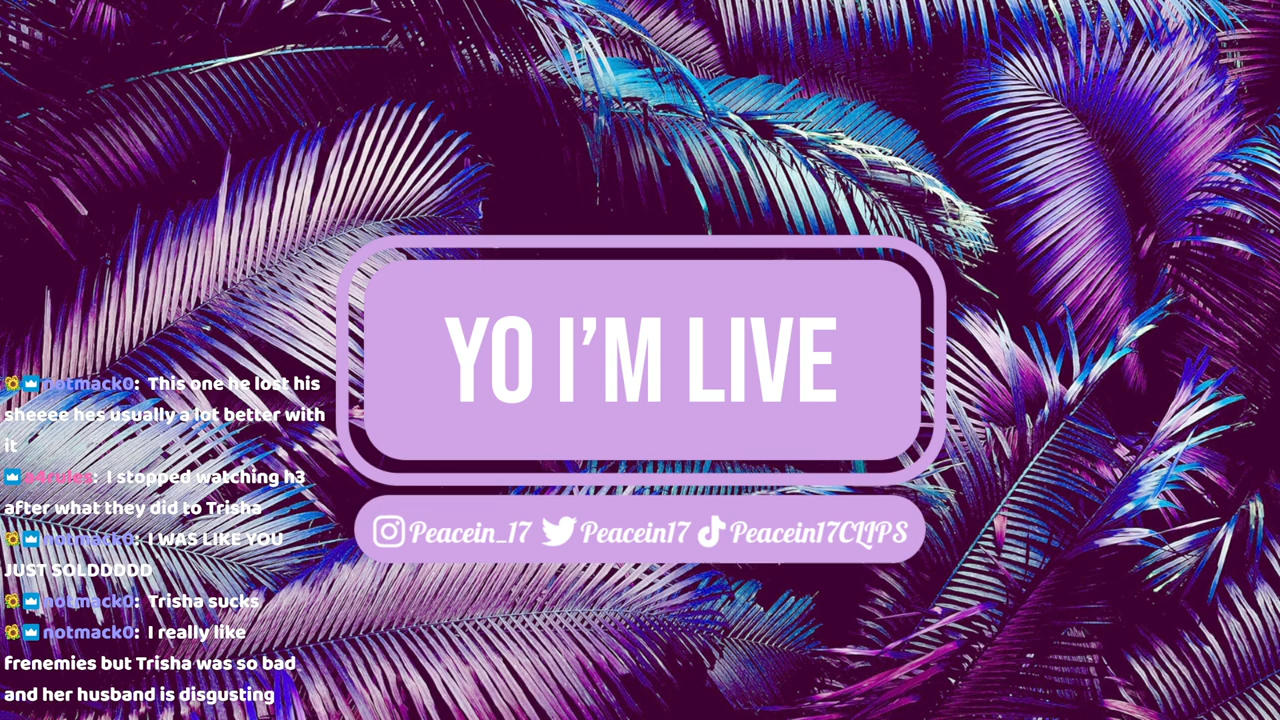 YO I'M LIVE
Peacein_17 Peacein17 Peacein17CLIPS
notmack0: This one he lost his
sheeee hes usually a lot better with
it
a4rules: I stopped watching h3
after what they did to Trisha
notmack0: I WAS LIKE YOU
JUST SOLDDDDD
notmack0: Trisha sucks
notmack0: I really like
frenemies but Trisha was so bad
and her husband is disgusting